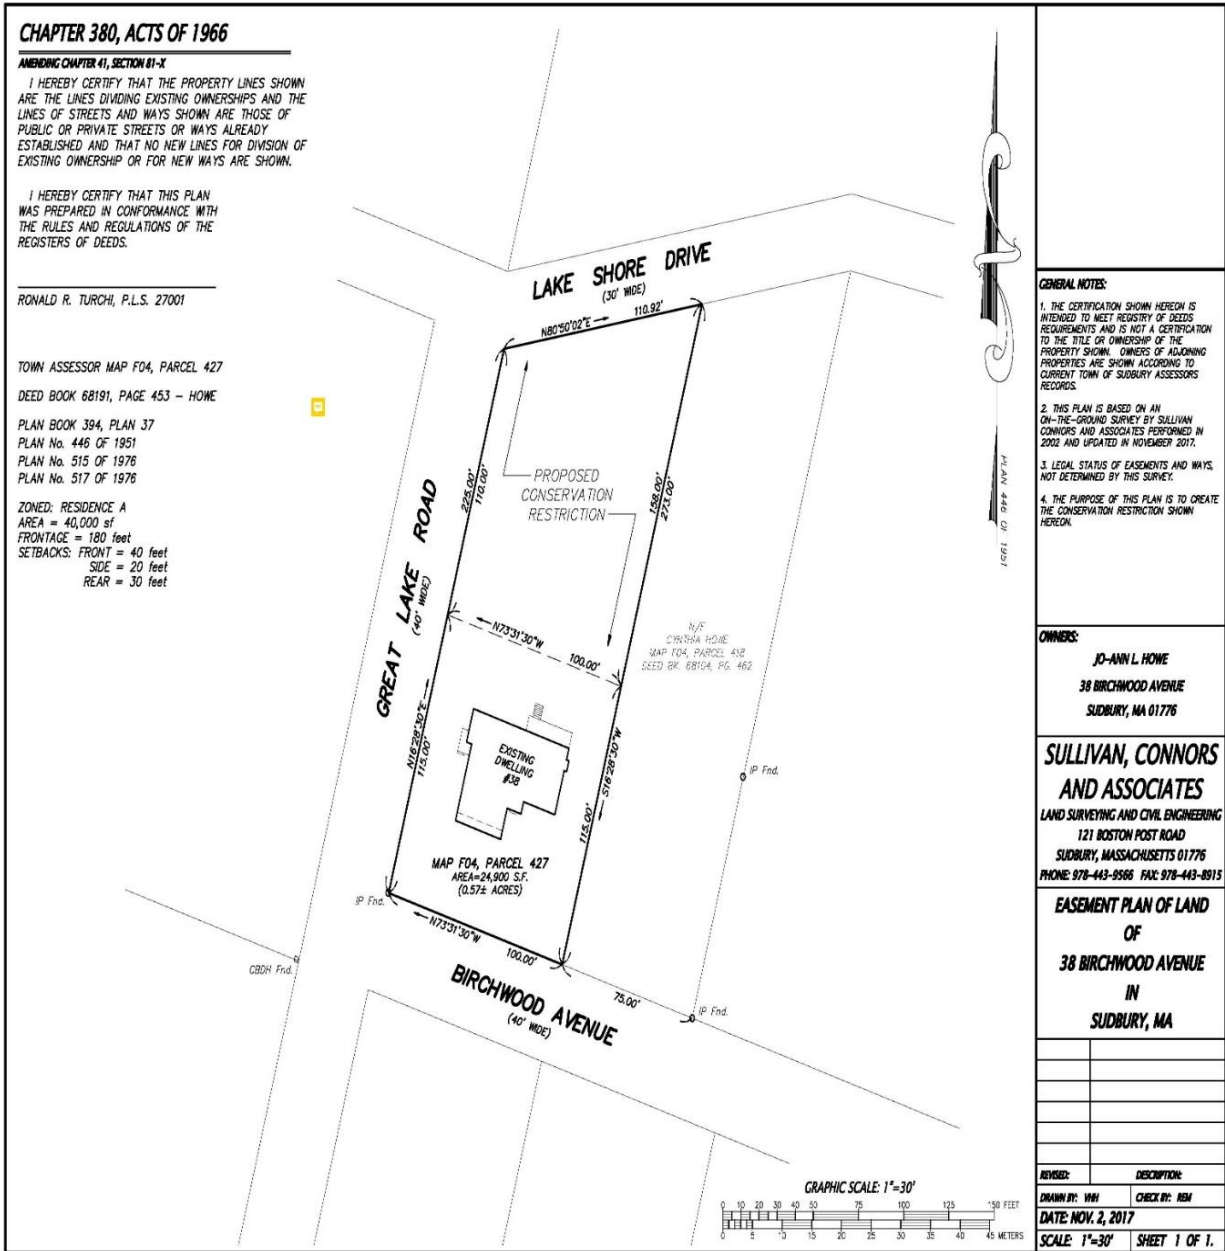 CHAPTER 380, ACTS OF 1966
AMENDING CHAPTER 41, SECTION 81-X
I HEREBY CERTIFY THAT THE PROPERTY LINES SHOWN
ARE THE LINES DIVIDING EXISTING OWNERSHIPS AND THE
LINES OF STREETS AND WAYS SHOWN ARE THOSE OF
PUBLIC OR PRIVATE STREETS OR WAYS ALREADY
ESTABLISHED AND THAT NO NEW LINES FOR DIVISION OF
EXISTING OWNERSHIP OR FOR NEW WAYS ARE SHOWN.
I HEREBY CERTIFY THAT THIS PLAN
WAS PREPARED IN CONFORMANCE WITH
THE RULES AND REGULATIONS OF THE
REGISTERS OF DEEDS.
RONALD R. TURCHI, P.L.S. 27001
TOWN ASSESSOR MAP F04, PARCEL 427
DEED BOOK 68191, PAGE 453 – HOWE
PLAN BOOK 394, PLAN 37
PLAN No. 446 OF 1951
PLAN No. 515 OF 1976
PLAN No. 517 OF 1976
ZONED: RESIDENCE A
AREA = 40,000 sf
FRONTAGE = 180 feet
SETBACKS: FRONT = 40 feet
SIDE = 20 feet
REAR = 30 feet
LAKE SHORE DRIVE
(30' WIDE)
N80°50'02"E
110.92'
225.00'
110.00'
PROPOSED
CONSERVATION
RESTRICTION
158.00'
273.00'
GREAT LAKE ROAD
(40' WIDE)
N73°31'30"W
100.00'
N/F
CYNTHIA HOWE
MAP F04, PARCEL 418
DEED BK. 68194, PG. 462
N16°28'30"E
115.00'
EXISTING
DWELLING
#38
S16°28'30"W
115.00'
IP Fnd.
MAP F04, PARCEL 427
AREA=24,900 S.F.
(0.57± ACRES)
IP Fnd.
N73°31'30"W
100.00'
CBDH Fnd.
BIRCHWOOD AVENUE
(40' WIDE)
75.00'
IP Fnd.
PLAN 446 OF 1951
GRAPHIC SCALE: 1"=30'
0 10 20 30 40 50 75 100 125 150 FEET
0 5 10 15 20 25 30 35 40 45 METERS
GENERAL NOTES:
1. THE CERTIFICATION SHOWN HEREON IS
INTENDED TO MEET REGISTRY OF DEEDS
REQUIREMENTS AND IS NOT A CERTIFICATION
TO THE TITLE OR OWNERSHIP OF THE
PROPERTY SHOWN. OWNERS OF ADJOINING
PROPERTIES ARE SHOWN ACCORDING TO
CURRENT TOWN OF SUDBURY ASSESSORS
RECORDS.
2. THIS PLAN IS BASED ON AN
ON-THE-GROUND SURVEY BY SULLIVAN
CONNORS AND ASSOCIATES PERFORMED IN
2002 AND UPDATED IN NOVEMBER 2017.
3. LEGAL STATUS OF EASEMENTS AND WAYS,
NOT DETERMINED BY THIS SURVEY.
4. THE PURPOSE OF THIS PLAN IS TO CREATE
THE CONSERVATION RESTRICTION SHOWN
HEREON.
OWNERS:
JO-ANN L. HOWE
38 BIRCHWOOD AVENUE
SUDBURY, MA 01776
SULLIVAN, CONNORS
AND ASSOCIATES
LAND SURVEYING AND CIVIL ENGINEERING
121 BOSTON POST ROAD
SUDBURY, MASSACHUSETTS 01776
PHONE: 978-443-9566 FAX: 978-443-8915
EASEMENT PLAN OF LAND
OF
38 BIRCHWOOD AVENUE
IN
SUDBURY, MA
REVISED: DESCRIPTION:
DRAWN BY: VHH CHECK BY: REM
DATE: NOV. 2, 2017
SCALE: 1"=30' SHEET 1 OF 1.